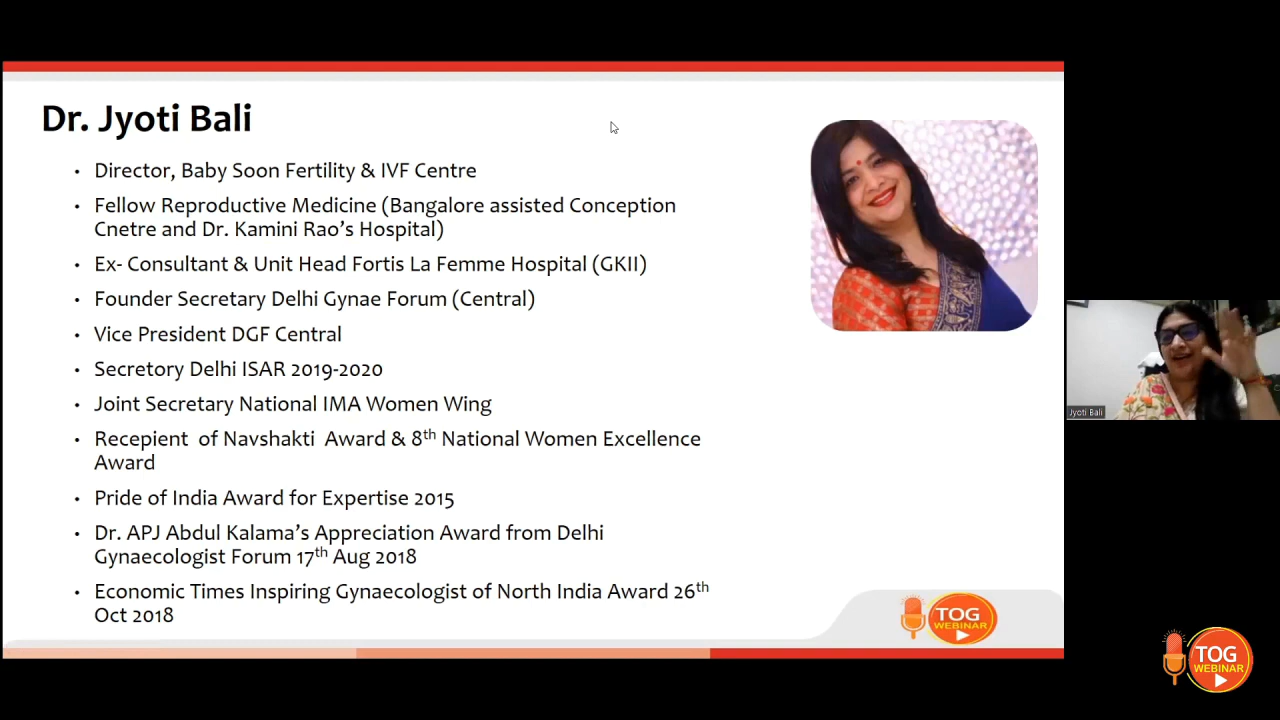 Dr. Jyoti Bali
• Director, Baby Soon Fertility & IVF Centre
• Fellow Reproductive Medicine (Bangalore assisted Conception
Cnetre and Dr. Kamini Rao's Hospital)
• Ex- Consultant & Unit Head Fortis La Femme Hospital (GKII)
• Founder Secretary Delhi Gynae Forum (Central)
• Vice President DGF Central
• Secretory Delhi ISAR 2019-2020
• Joint Secretary National IMA Women Wing
• Recepient of Navshakti Award & 8th National Women Excellence
Award
• Pride of India Award for Expertise 2015
• Dr. APJ Abdul Kalama's Appreciation Award from Delhi
Gynaecologist Forum 17th Aug 2018
• Economic Times Inspiring Gynaecologist of North India Award 26th
Oct 2018
TOG
WEBINAR
Jyoti Bali
TOG
WEBINAR